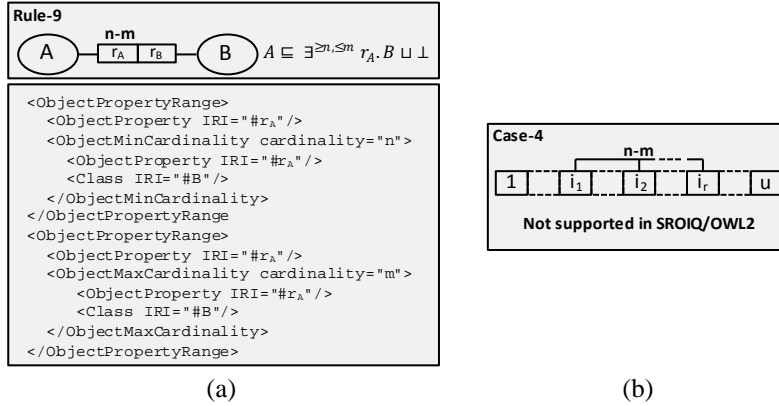 Rule-9
n-m
A r_A r_B B A ⊑ ∃^{≥n,≤m} r_A.B ⊔ ⊥
<ObjectPropertyRange>
<ObjectProperty IRI="#r_A"/>
<ObjectMinCardinality cardinality="n">
<ObjectProperty IRI="#r_A"/>
<Class IRI="#B"/>
</ObjectMinCardinality>
</ObjectPropertyRange
<ObjectPropertyRange>
<ObjectProperty IRI="#r_A"/>
<ObjectMaxCardinality cardinality="m">
<ObjectProperty IRI="#r_A"/>
<Class IRI="#B"/>
</ObjectMaxCardinality>
</ObjectPropertyRange>
(a)
Case-4
n-m
1 i_1 i_2 i_r u
Not supported in SROIQ/OWL2
(b)